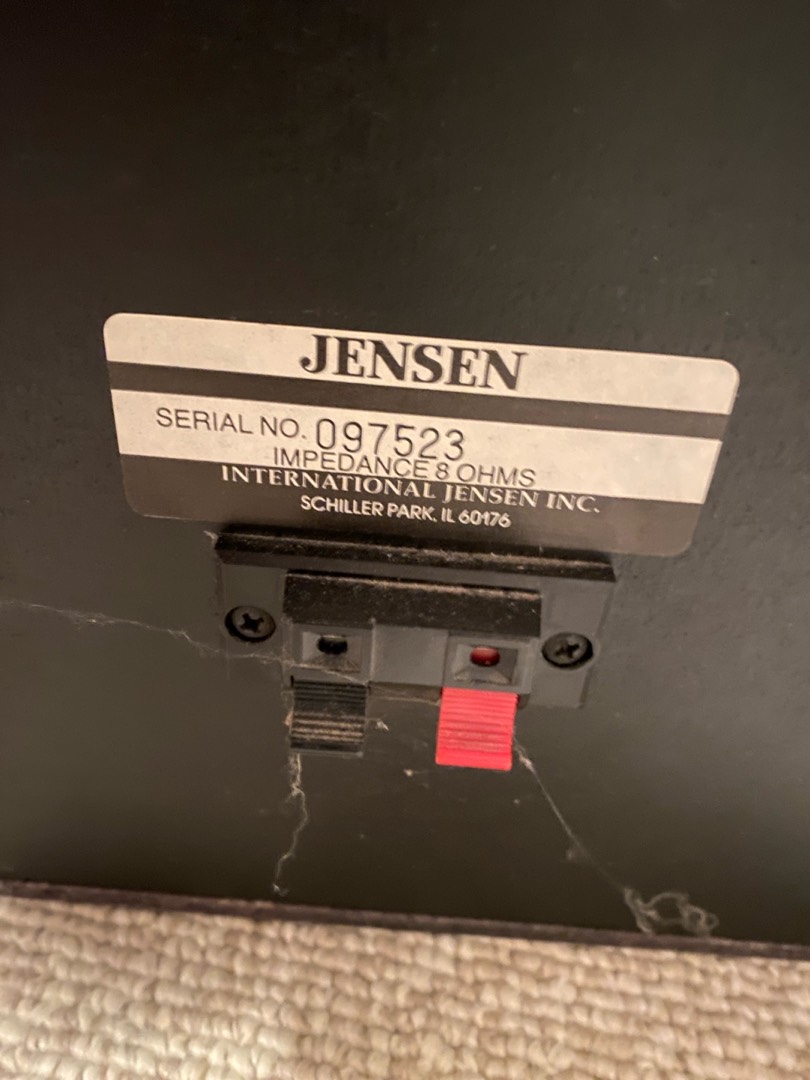 JENSEN
SERIAL NO. 097523
IMPEDANCE 8 OHMS
INTERNATIONAL JENSEN INC.
SCHILLER PARK, IL 60176